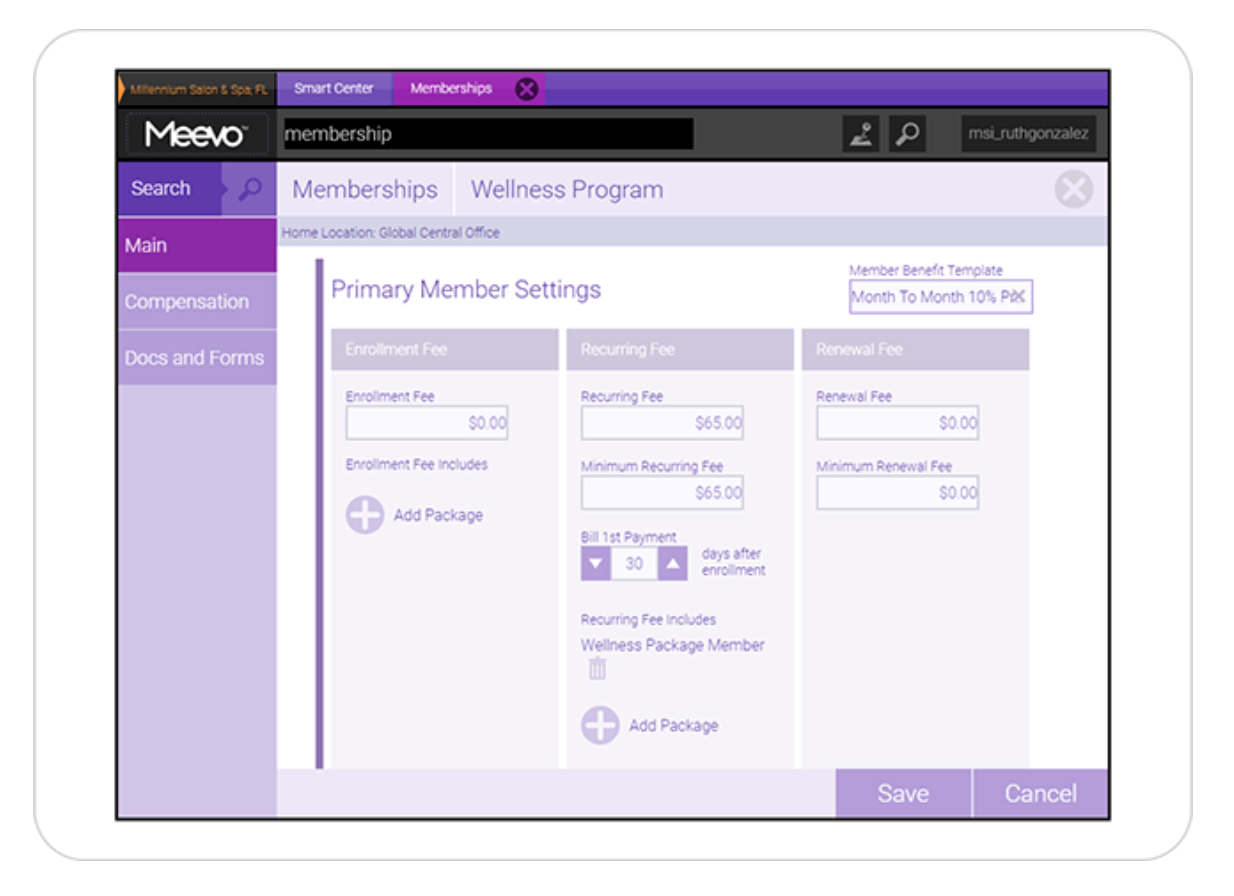 Millennium Salon & Spa, FL
Smart Center
Memberships
Meevo™
membership
msi_ruthgonzalez
Search
Memberships
Wellness Program
Home Location: Global Central Office
Main
Compensation
Docs and Forms
Primary Member Settings
Member Benefit Template
Month To Month 10%
Enrollment Fee
Recurring Fee
Renewal Fee
Enrollment Fee
$0.00
Enrollment Fee Includes
Add Package
Recurring Fee
$65.00
Minimum Recurring Fee
$65.00
Bill 1st Payment
30
days after
enrollment
Recurring Fee Includes
Wellness Package Member
Add Package
Renewal Fee
$0.00
Minimum Renewal Fee
$0.00
Save
Cancel